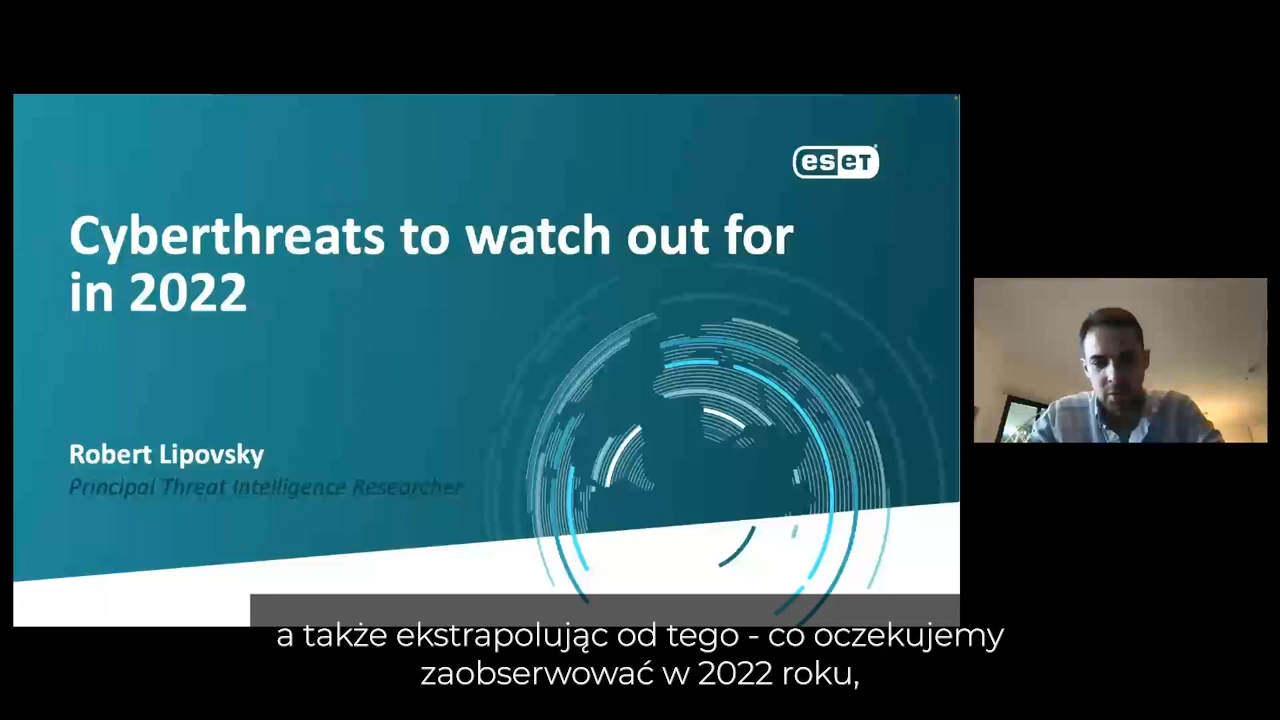 eset
Cyberthreats to watch out for
in 2022
Robert Lipovsky
Principal Threat Intelligence Researcher
a także ekstrapolując od tego - co oczekujemy
zaobserwować w 2022 roku,